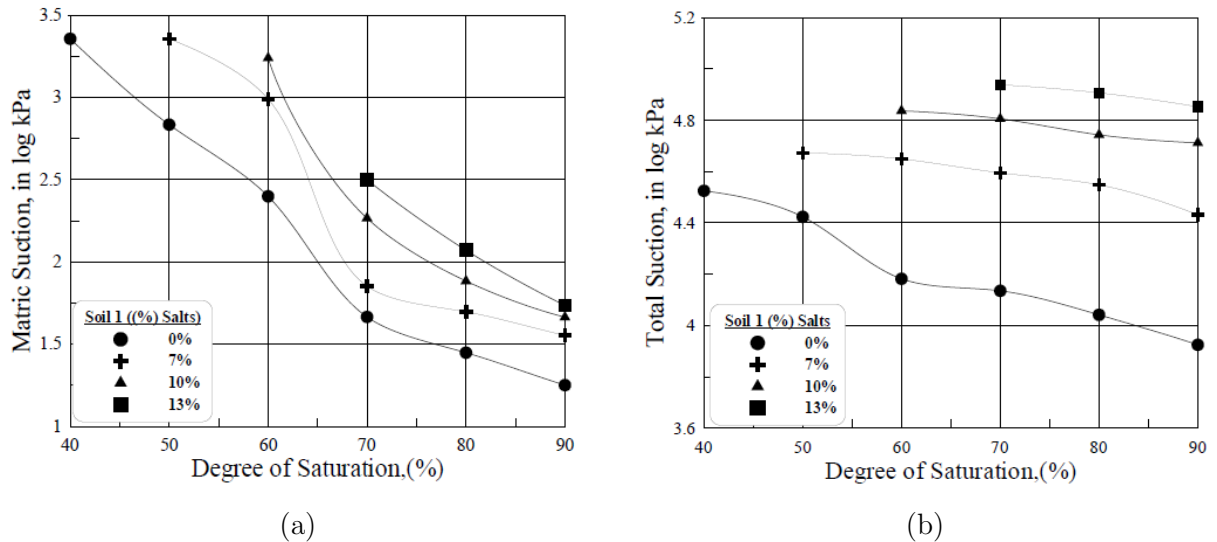 3.5
3
2.5
2
1.5
1
Matric Suction, in log kPa
Soil 1 ((%) Salts)
0%
7%
10%
13%
40 50 60 70 80 90
Degree of Saturation,(%)
(a)
5.2
4.8
4.4
4
3.6
Total Suction, in log kPa
Soil 1 (%) Salts
0%
7%
10%
13%
40 50 60 70 80 90
Degree of Saturation,(%)
(b)